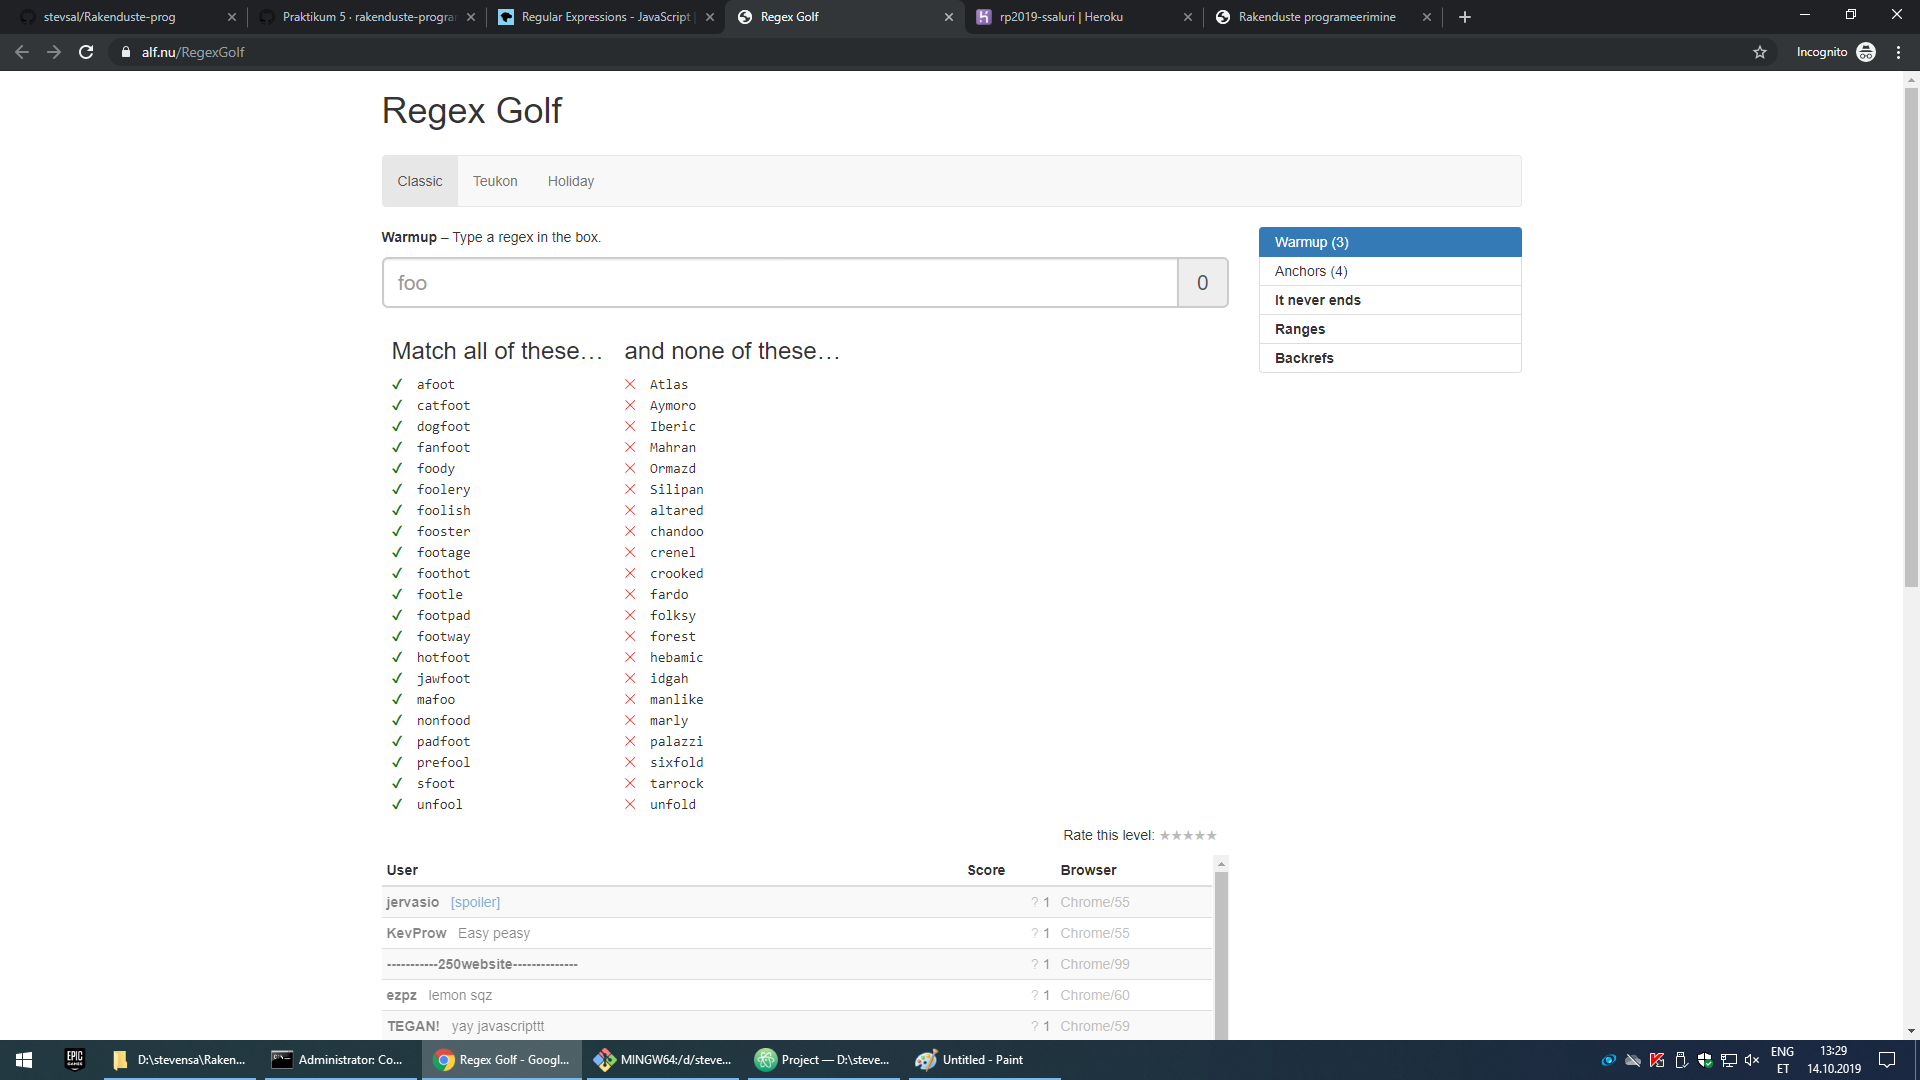 stevsal/Rakenduste-prog
Praktikum 5 · rakenduste-progra
Regular Expressions - JavaScript |
Regex Golf
rp2019-ssaluri | Heroku
Rakenduste programeerimine
alf.nu/RegexGolf
Incognito
Regex Golf
Classic Teukon Holiday
Warmup – Type a regex in the box.
foo 0
Warmup (3)
Anchors (4)
It never ends
Ranges
Backrefs
Match all of these… and none of these…
afoot Atlas
catfoot Aymoro
dogfoot Iberic
fanfoot Mahran
foody Ormazd
foolery Silipan
foolish altared
fooster chandoo
footage crenel
foothot crooked
footle fardo
footpad folksy
footway forest
hotfoot hebamic
jawfoot idgah
mafoo manlike
nonfood marly
padfoot palazzi
prefool sixfold
sfoot tarrock
unfool unfold
Rate this level: ★★★★★
User Score Browser
jervasio [spoiler] ? 1 Chrome/55
KevProw Easy peasy ? 1 Chrome/55
-----------250website-------------- ? 1 Chrome/99
ezpz lemon sqz ? 1 Chrome/60
TEGAN! yay javascripttt ? 1 Chrome/59
EPIC GAMES
D:\stevensa\Raken...
Administrator: Co...
Regex Golf - Googl...
MINGW64:/d/steve...
Project — D:\steve...
Untitled - Paint
ENG
ET
13:29
14.10.2019